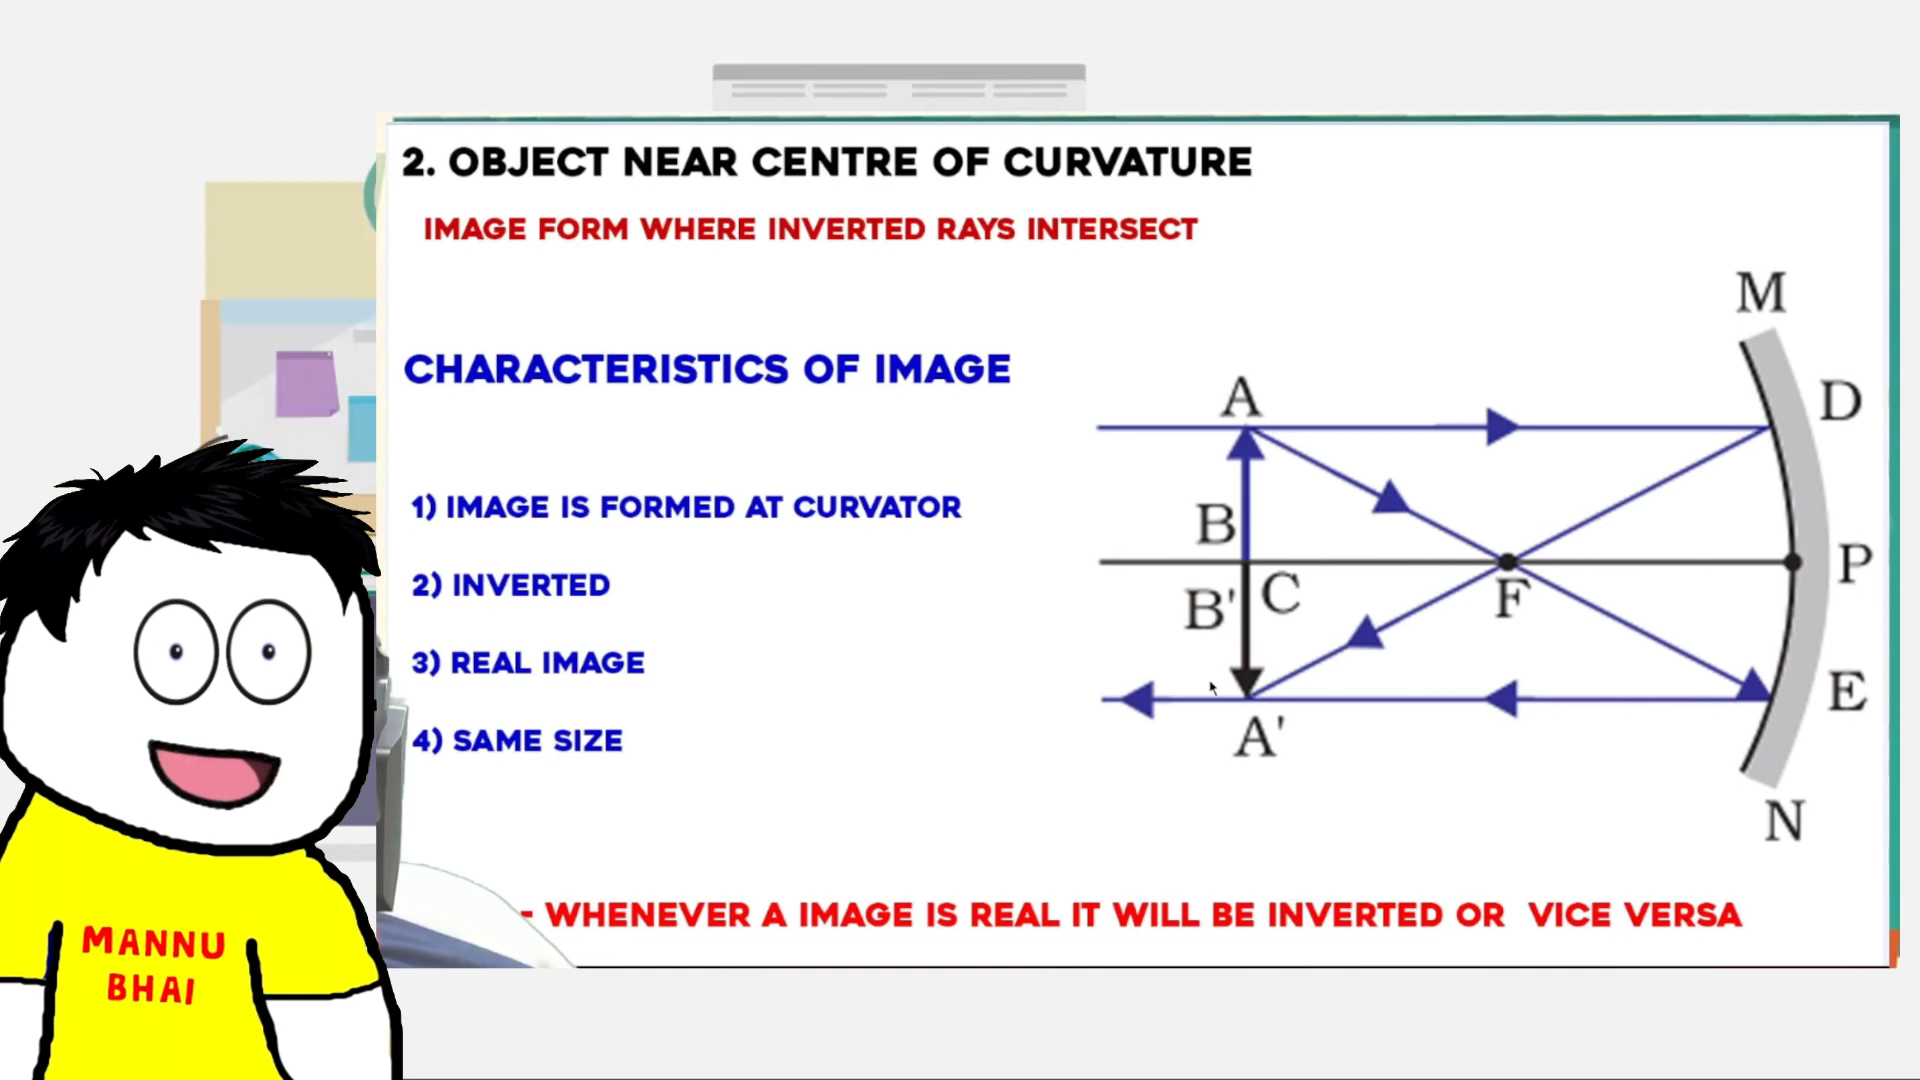 2. OBJECT NEAR CENTRE OF CURVATURE
IMAGE FORM WHERE INVERTED RAYS INTERSECT
CHARACTERISTICS OF IMAGE
1) IMAGE IS FORMED AT CURVATOR
2) INVERTED
3) REAL IMAGE
4) SAME SIZE
M
D
A
B
P
B'
C
F
E
A'
N
- WHENEVER A IMAGE IS REAL IT WILL BE INVERTED OR VICE VERSA
MANNU
BHAI